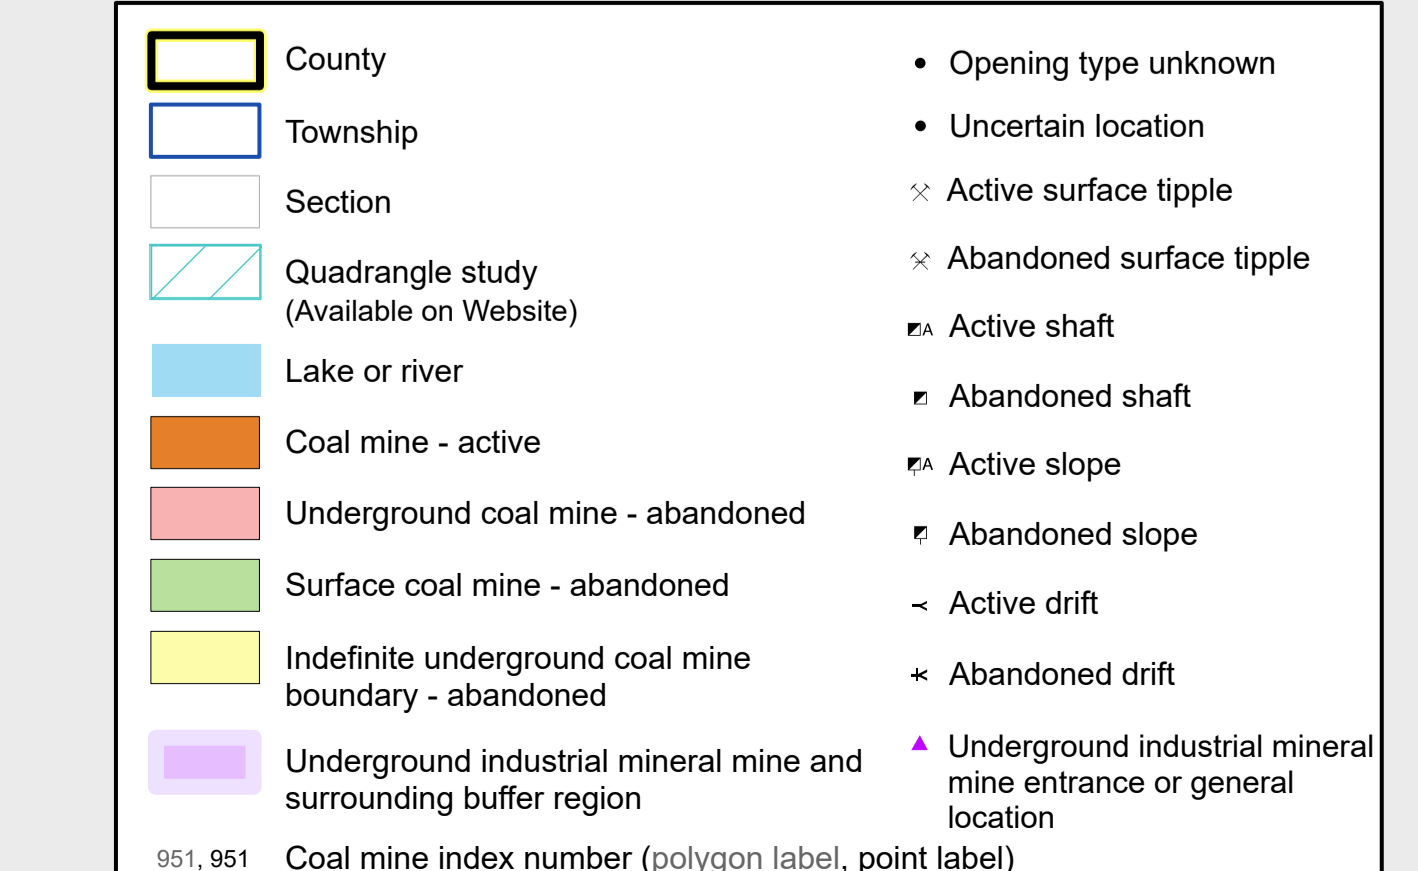 County
Township
Section
Quadrangle study
(Available on Website)
Lake or river
Coal mine - active
Underground coal mine - abandoned
Surface coal mine - abandoned
Indefinite underground coal mine
boundary - abandoned
Underground industrial mineral mine and
surrounding buffer region
951, 951 Coal mine index number (polygon label, point label)
Opening type unknown
Uncertain location
Active surface tipple
Abandoned surface tipple
A Active shaft
Abandoned shaft
A Active slope
Abandoned slope
Active drift
Abandoned drift
Underground industrial mineral
mine entrance or general
location